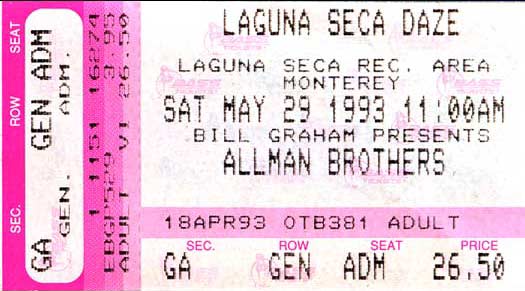 SEC. ROW SEAT
GA GEN ADM
GEN. ADM.
1 1151 16274
EBGP529 3.95
ADULT VI 26.50
LAGUNA SECA DAZE
LAGUNA SECA REC. AREA
MONTEREY
SAT MAY 29 1993 11:00AM
BILL GRAHAM PRESENTS
ALLMAN BROTHERS
18APR93 OTB381 ADULT
SEC. ROW SEAT PRICE
GA GEN ADM 26.50